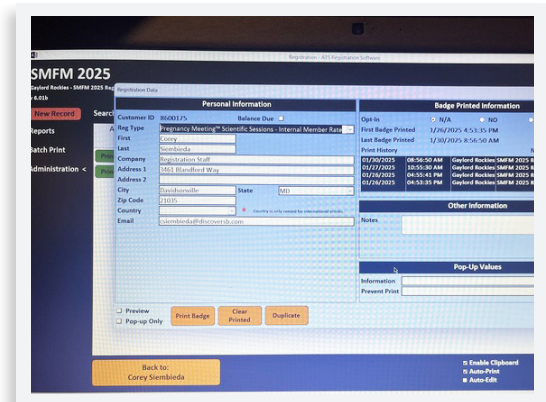 Registration - ATS Registration Software
SMFM 2025
Gaylord Rockies - SMFM 2025 Reg
v 6.01b
New Record
Search
Reports
Batch Print
Administration <
Registration Data
Personal Information
Customer ID 8600175 Balance Due
Reg Type Pregnancy Meeting™ Scientific Sessions - Internal Member Rate
First Corey
Last Siembieda
Company Registration Staff
Address 1 3461 Blandford Way
Address 2
City Davidsonville State MD
Zip Code 21035
Country * Country is only needed for international entries
Email csiembieda@discoversb.com
Preview
Pop-up Only
Print Badge
Clear Printed
Duplicate
Badge Printed Information
Opt-In N/A NO
First Badge Printed 1/26/2025 4:53:35 PM
Last Badge Printed 1/30/2025 8:56:50 AM
Print History
01/30/2025 08:56:50 AM Gaylord Rockies SMFM 2025 R
01/27/2025 10:55:30 AM Gaylord Rockies SMFM 2025 R
01/26/2025 04:55:41 PM Gaylord Rockies SMFM 2025 R
01/26/2025 04:53:35 PM Gaylord Rockies SMFM 2025 R
Other Information
Notes
Pop-Up Values
Information
Prevent Print
Back to:
Corey Siembieda
Enable Clipboard
Auto-Print
Auto-Edit